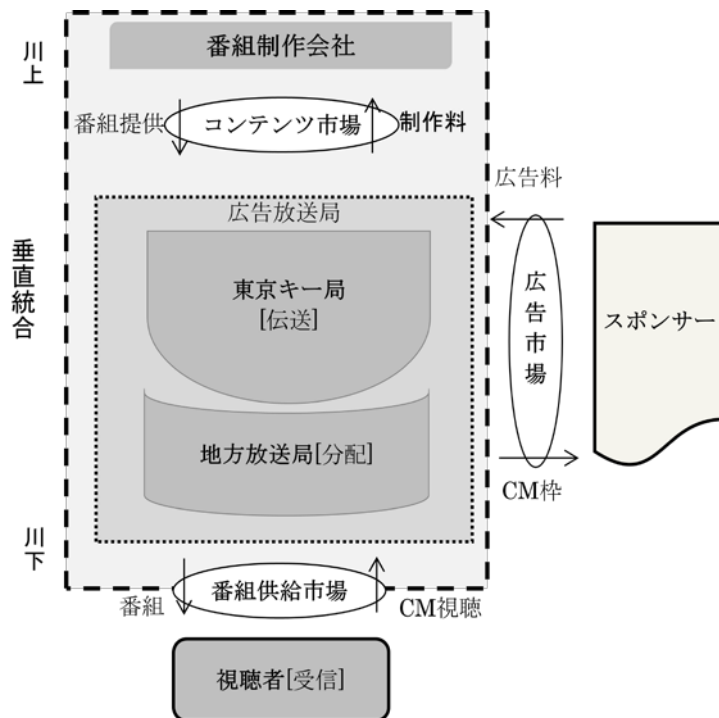 川上
番組制作会社
番組提供
コンテンツ市場
制作料
広告料
広告放送局
垂直統合
東京キー局
[伝送]
広告市場
スポンサー
地方放送局[分配]
CM枠
川下
番組
番組供給市場
CM視聴
視聴者[受信]